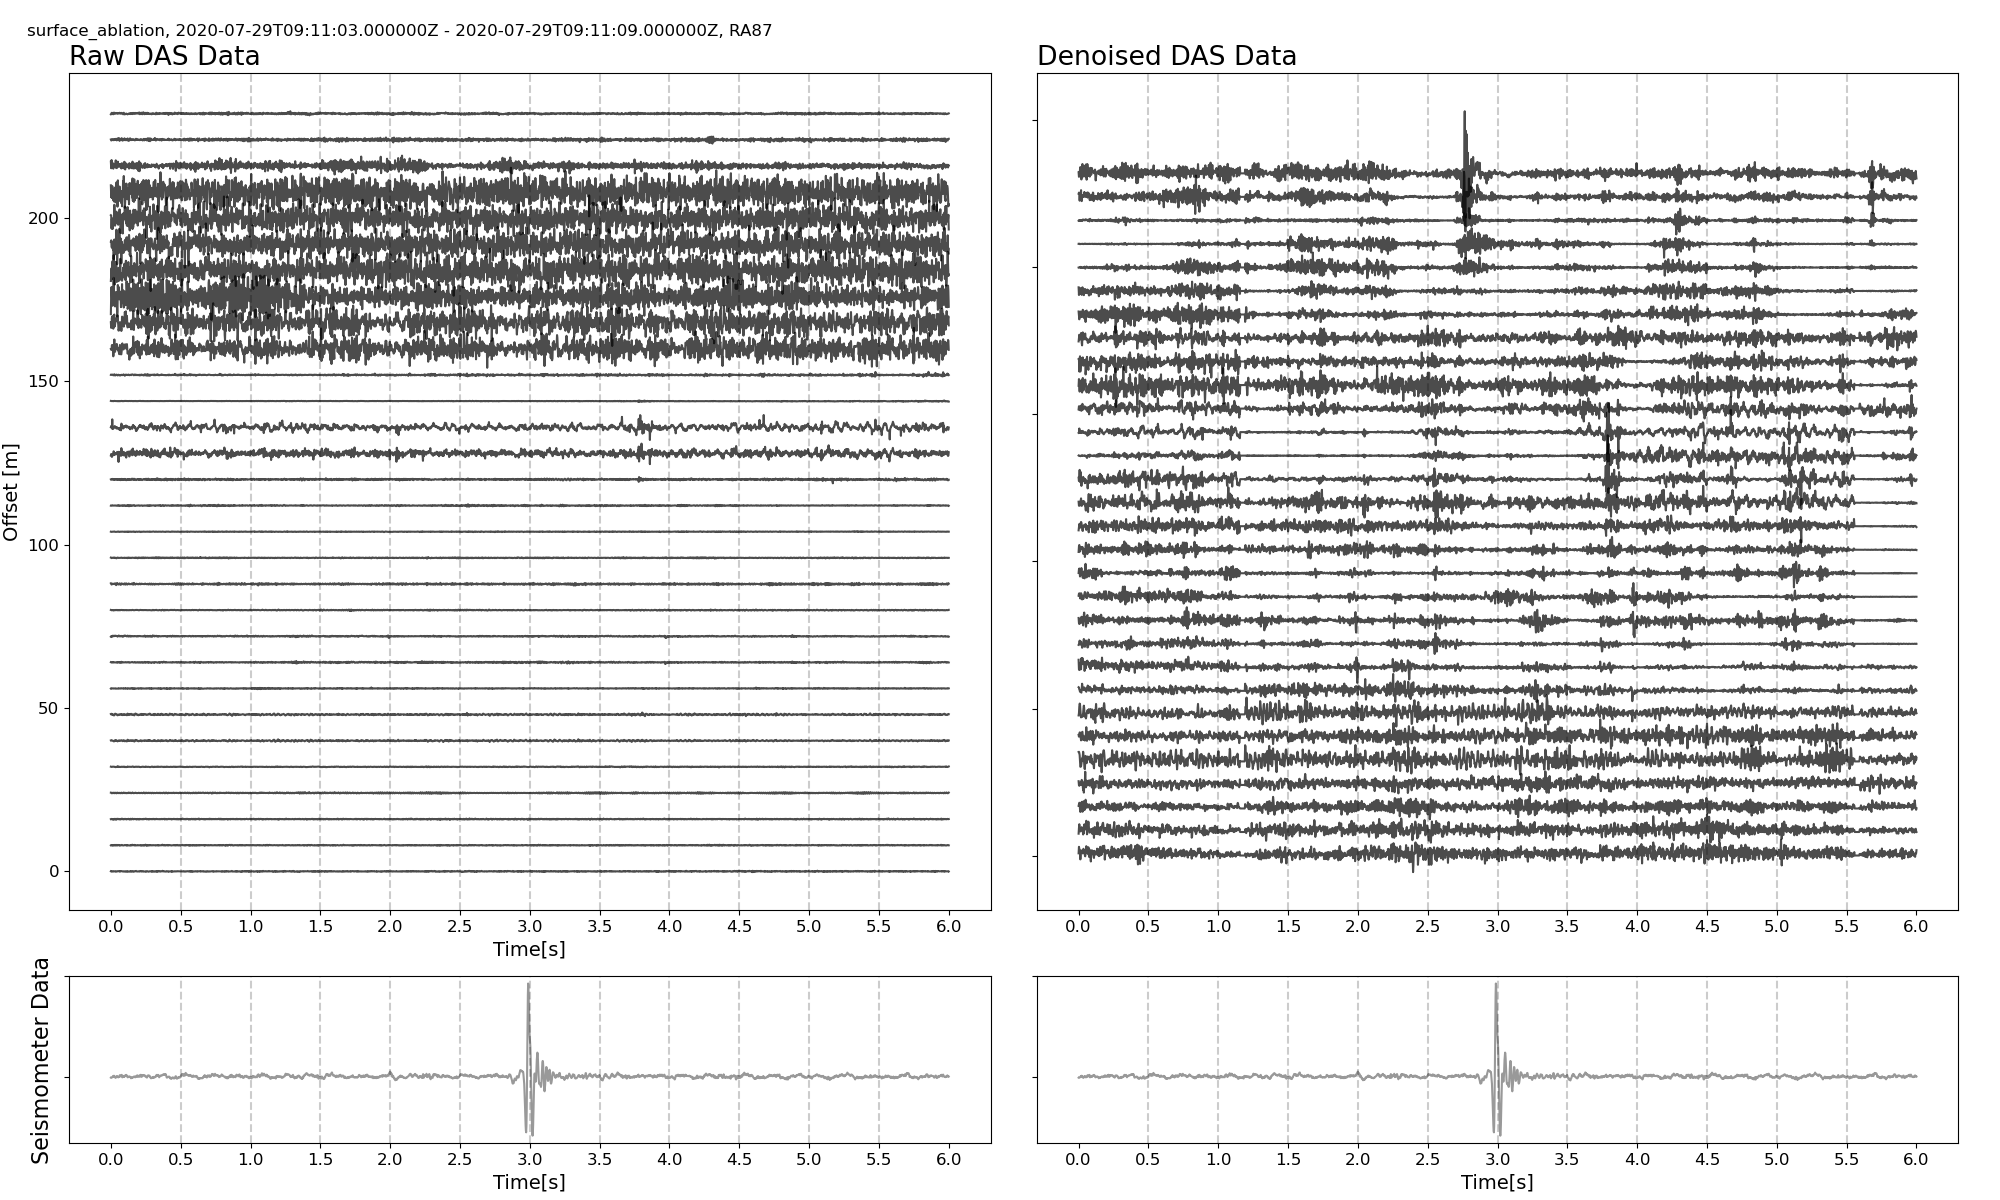 surface_ablation, 2020-07-29T09:11:03.000000Z - 2020-07-29T09:11:09.000000Z, RA87
Raw DAS Data
Denoised DAS Data
Offset [m]
200
150
100
50
0
0.0 0.5 1.0 1.5 2.0 2.5 3.0 3.5 4.0 4.5 5.0 5.5 6.0
Time[s]
0.0 0.5 1.0 1.5 2.0 2.5 3.0 3.5 4.0 4.5 5.0 5.5 6.0
Seismometer Data
0.0 0.5 1.0 1.5 2.0 2.5 3.0 3.5 4.0 4.5 5.0 5.5 6.0
Time[s]
0.0 0.5 1.0 1.5 2.0 2.5 3.0 3.5 4.0 4.5 5.0 5.5 6.0
Time[s]